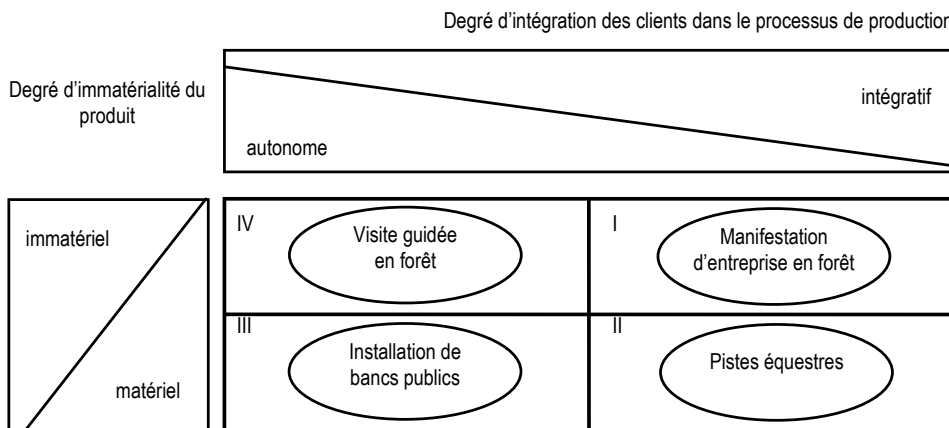 Degré d'intégration des clients dans le processus de production
Degré d'immatérialité du
produit
intégratif
autonome
immatériel
matériel
IV
Visite guidée
en forêt
I
Manifestation
d'entreprise en forêt
III
Installation de
bancs publics
II
Pistes équestres